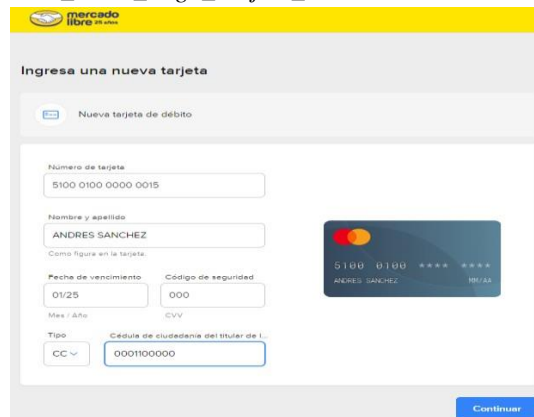 mercado
libre 25 años
Ingresa una nueva tarjeta
Nueva tarjeta de débito
Número de tarjeta
5100 0100 0000 0015
Nombre y apellido
ANDRES SANCHEZ
Como figura en la tarjeta.
Fecha de vencimiento Código de seguridad
01/25 000
Mes / Año CVV
Tipo Cédula de ciudadanía del titular de l...
CC 0001100000
5100 0100 **** ****
ANDRES SANCHEZ MM/AA
Continuar